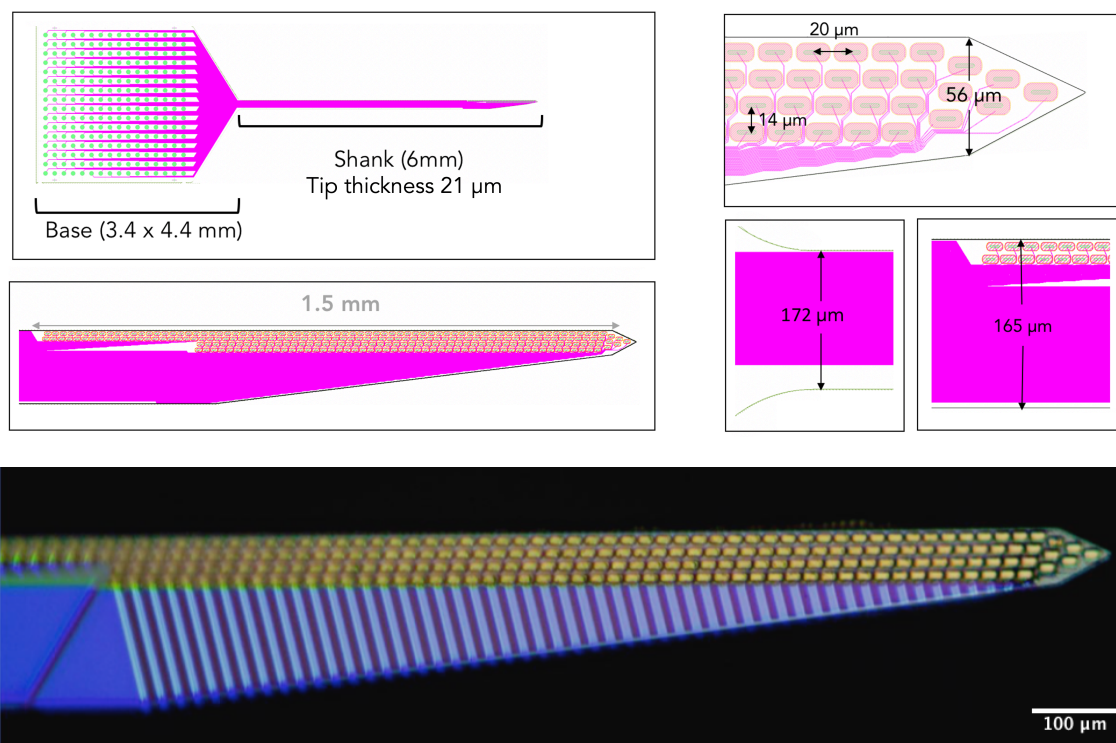 Shank (6mm)
Tip thickness 21 µm
Base (3.4 x 4.4 mm)
20 µm
56 µm
14 µm
1.5 mm
172 µm
165 µm
100 µm